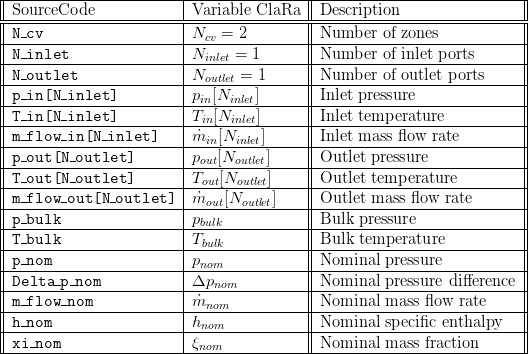 SourceCode Variable ClaRa Description
N_cv N_{cv} = 2 Number of zones
N_inlet N_{inlet} = 1 Number of inlet ports
N_outlet N_{outlet} = 1 Number of outlet ports
p_in[N_inlet] p_{in}[N_{inlet}] Inlet pressure
T_in[N_inlet] T_{in}[N_{inlet}] Inlet temperature
m_flow_in[N_inlet] ṁ_{in}[N_{inlet}] Inlet mass flow rate
p_out[N_outlet] p_{out}[N_{outlet}] Outlet pressure
T_out[N_outlet] T_{out}[N_{outlet}] Outlet temperature
m_flow_out[N_outlet] ṁ_{out}[N_{outlet}] Outlet mass flow rate
p_bulk p_{bulk} Bulk pressure
T_bulk T_{bulk} Bulk temperature
p_nom p_{nom} Nominal pressure
Delta_p_nom Δp_{nom} Nominal pressure difference
m_flow_nom ṁ_{nom} Nominal mass flow rate
h_nom h_{nom} Nominal specific enthalpy
xi_nom ξ_{nom} Nominal mass fraction